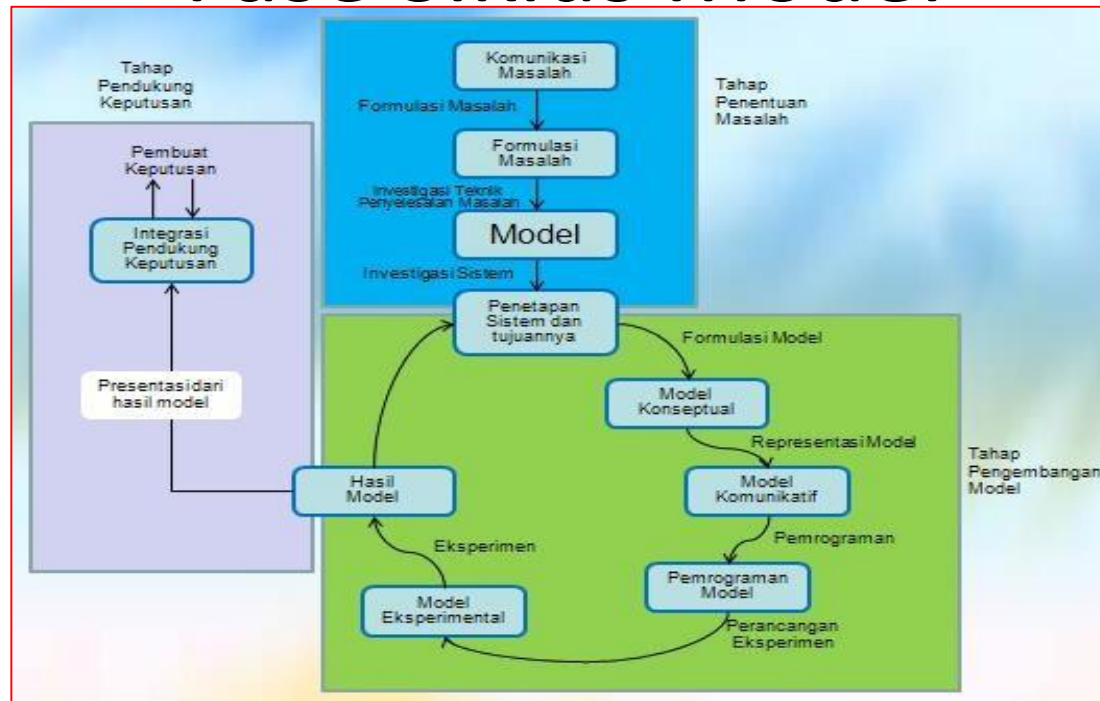 Tahap
Pendukung
Keputusan
Pembuat
Keputusan
Integrasi
Pendukung
Keputusan
Presentasidari
hasil model
Komunikasi
Masalah
Formulasi Masalah
Formulasi
Masalah
Investigasi Teknik
Penyelesaian Masalah
Model
Investigasi Sistem
Penetapan
Sistem dan
tujuannya
Tahap
Penentuan
Masalah
Formulasi Model
Model
Konseptual
Representasi Model
Model
Komunikatif
Pemrograman
Pemrograman
Model
Perancangan
Eksperimen
Model
Eksperimental
Eksperimen
Hasil
Model
Tahap
Pengembangan
Model